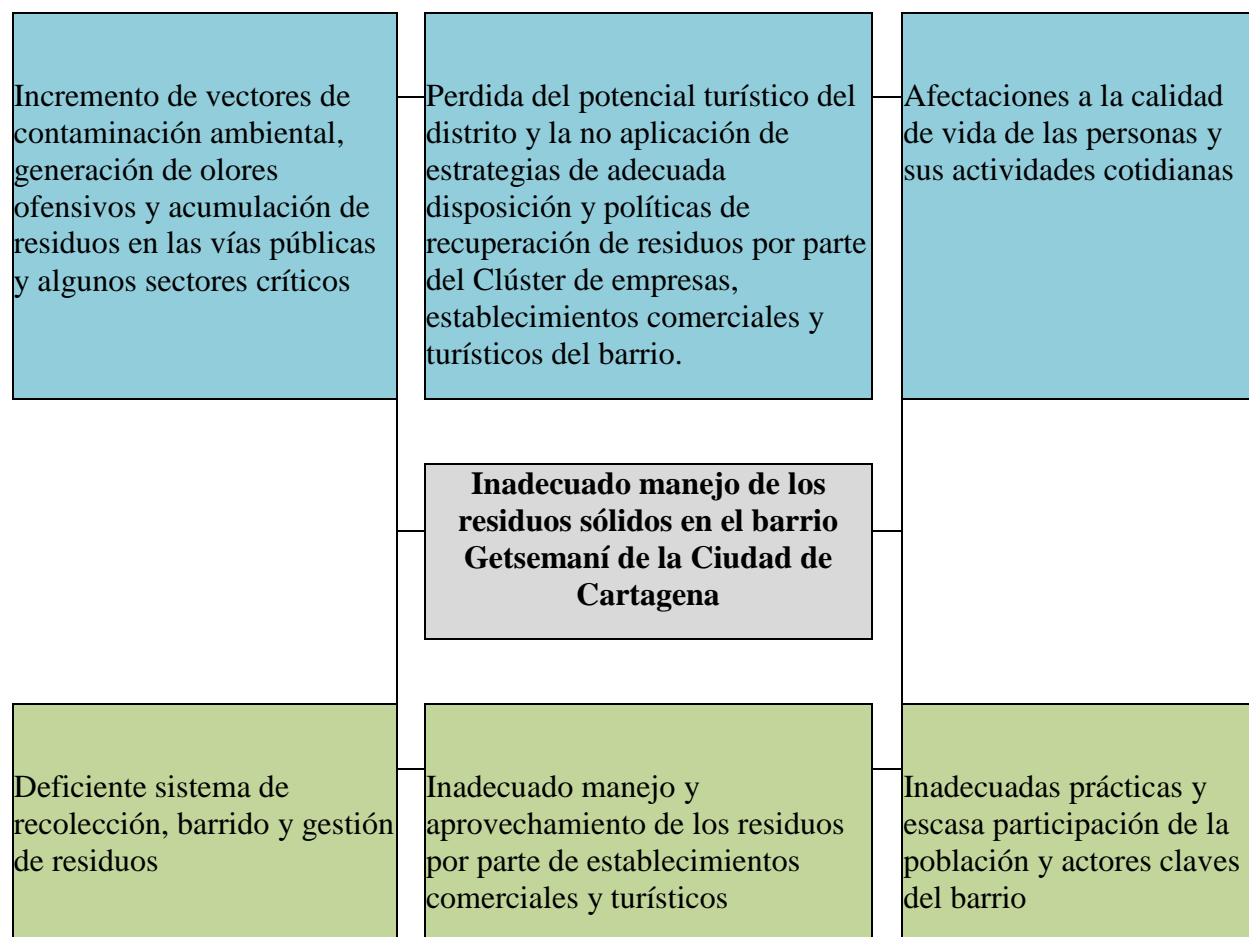 Incremento de vectores de
contaminación ambiental,
generación de olores
ofensivos y acumulación de
residuos en las vías públicas
y algunos sectores críticos
Perdida del potencial turístico del
distrito y la no aplicación de
estrategias de adecuada
disposición y políticas de
recuperación de residuos por parte
del Clúster de empresas,
establecimientos comerciales y
turísticos del barrio.
Afectaciones a la calidad
de vida de las personas y
sus actividades cotidianas
Inadecuado manejo de los
residuos sólidos en el barrio
Getsemaní de la Ciudad de
Cartagena
Deficiente sistema de
recolección, barrido y gestión
de residuos
Inadecuado manejo y
aprovechamiento de los residuos
por parte de establecimientos
comerciales y turísticos
Inadecuadas prácticas y
escasa participación de la
población y actores claves
del barrio